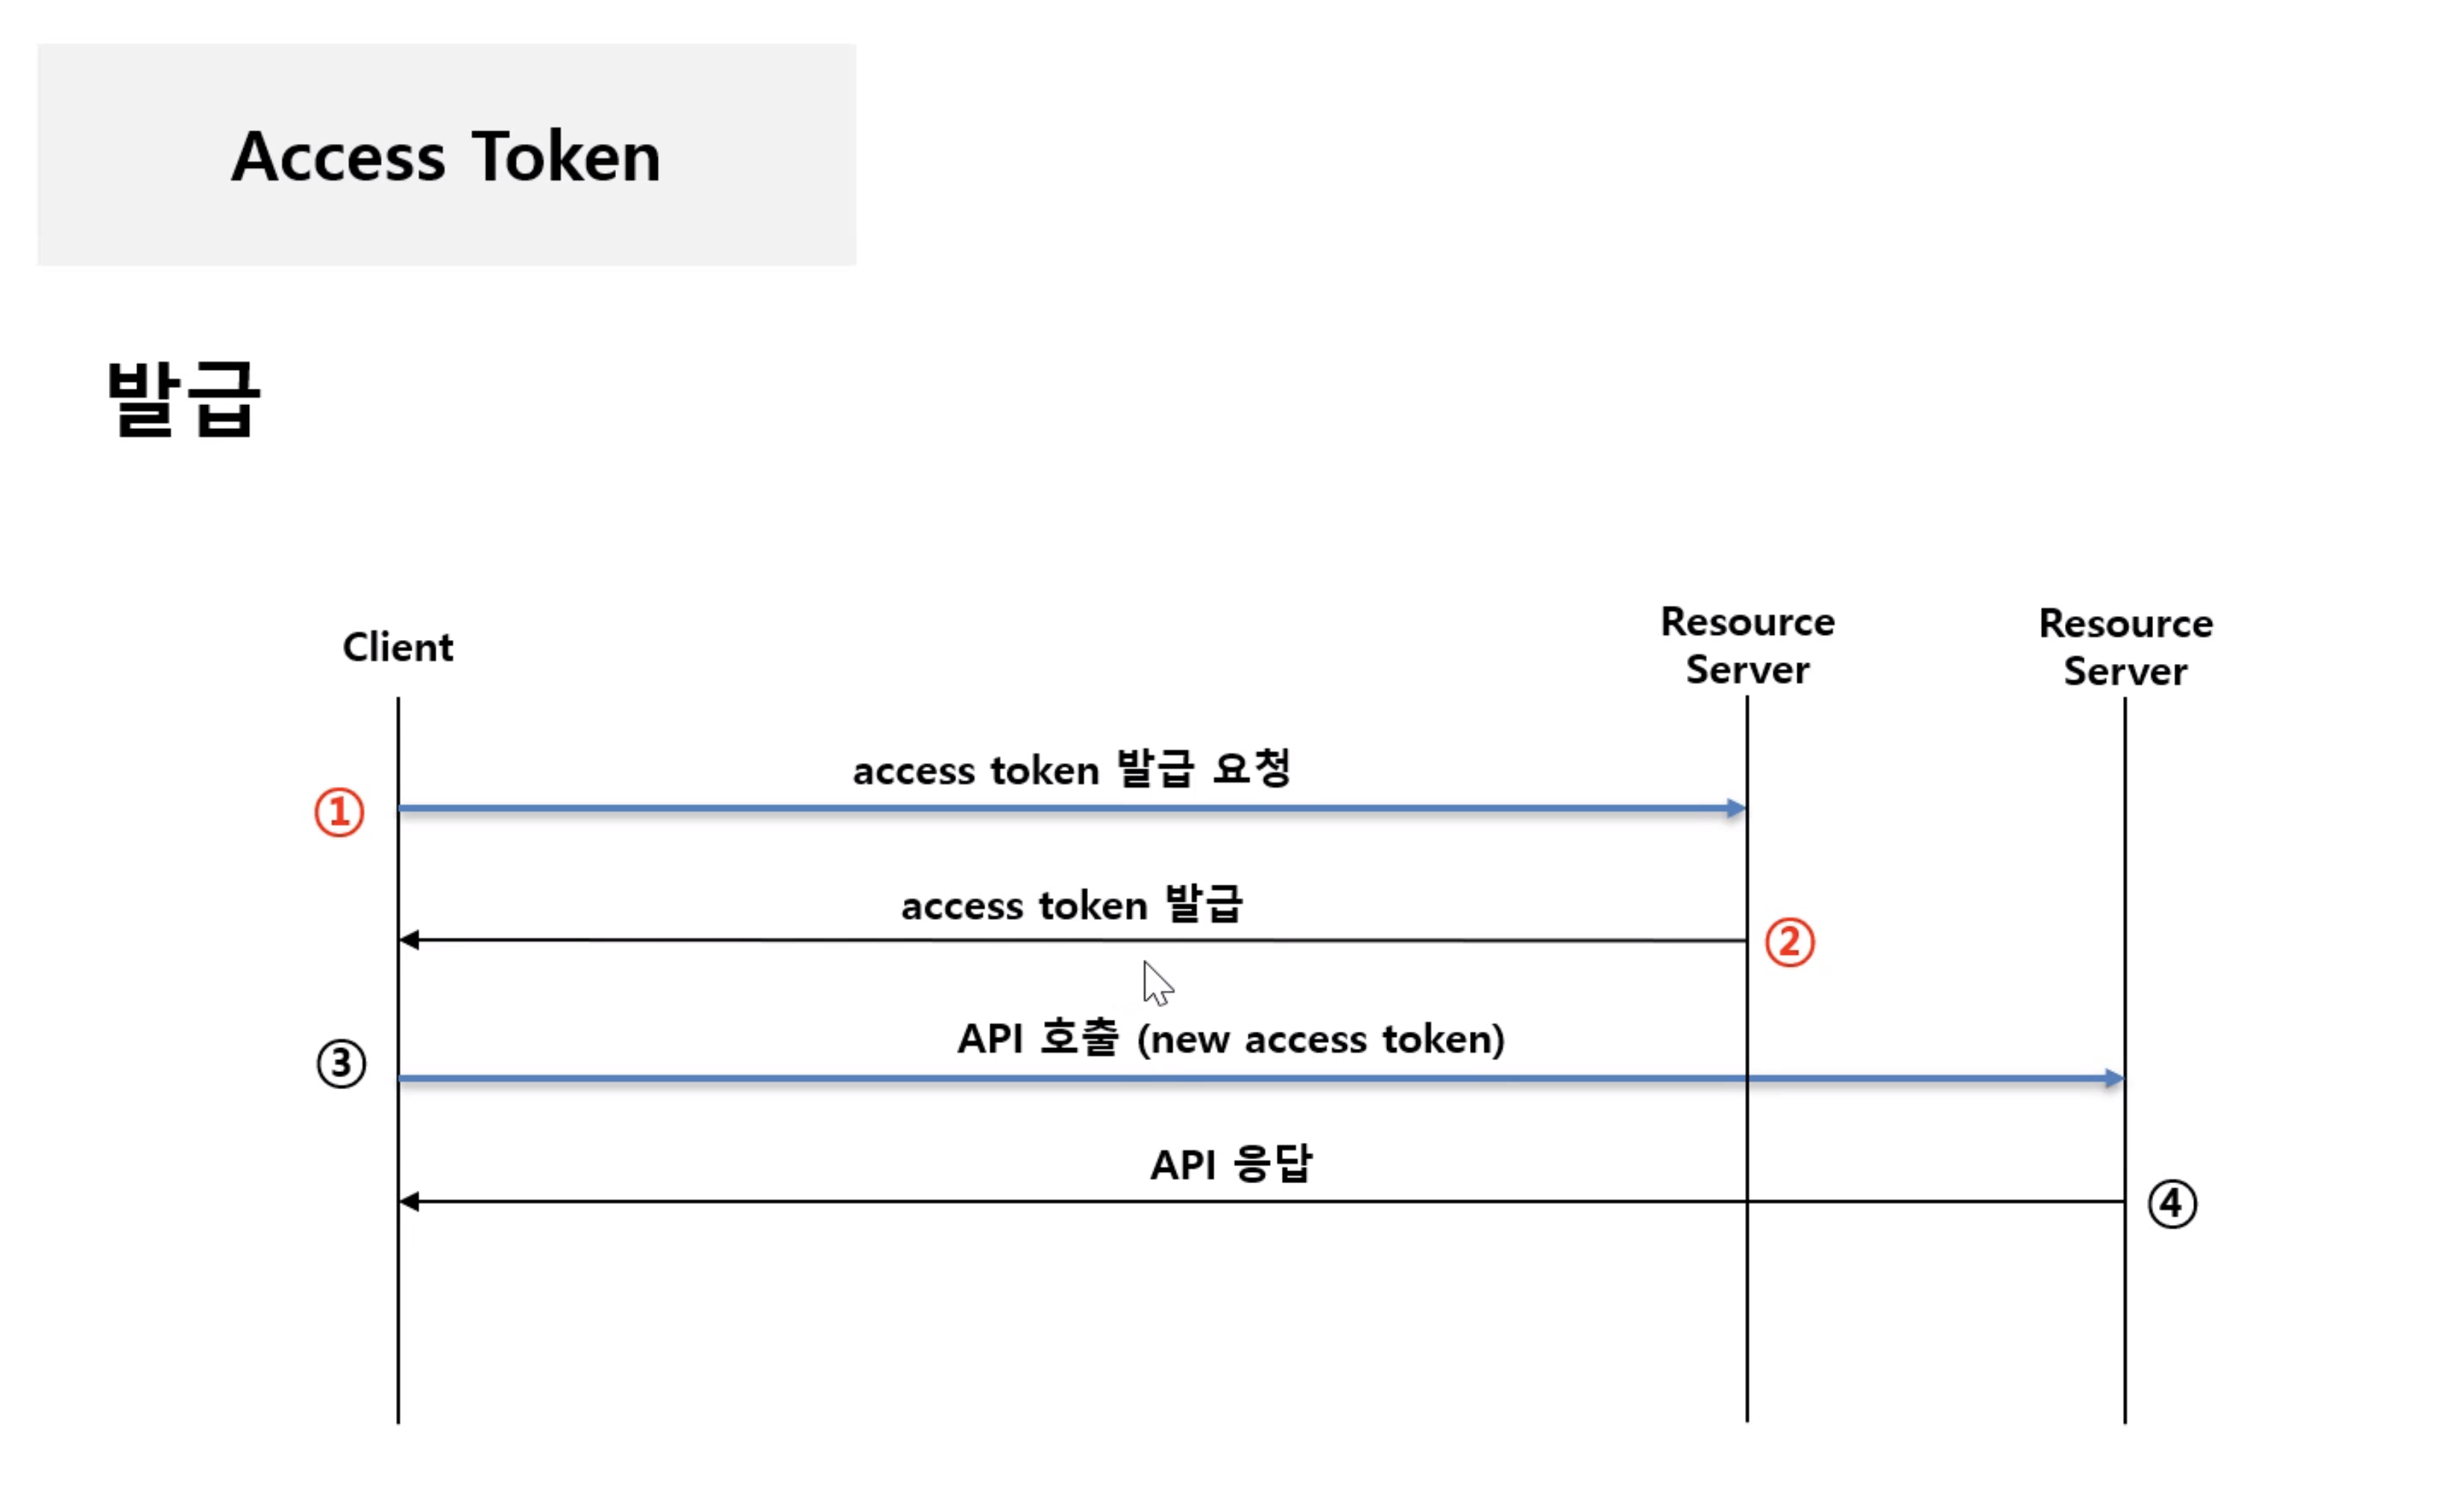 Access Token
발급
Client
Resource
Server
Resource
Server
access token 발급 요청
①
access token 발급
②
API 호출 (new access token)
③
API 응답
④